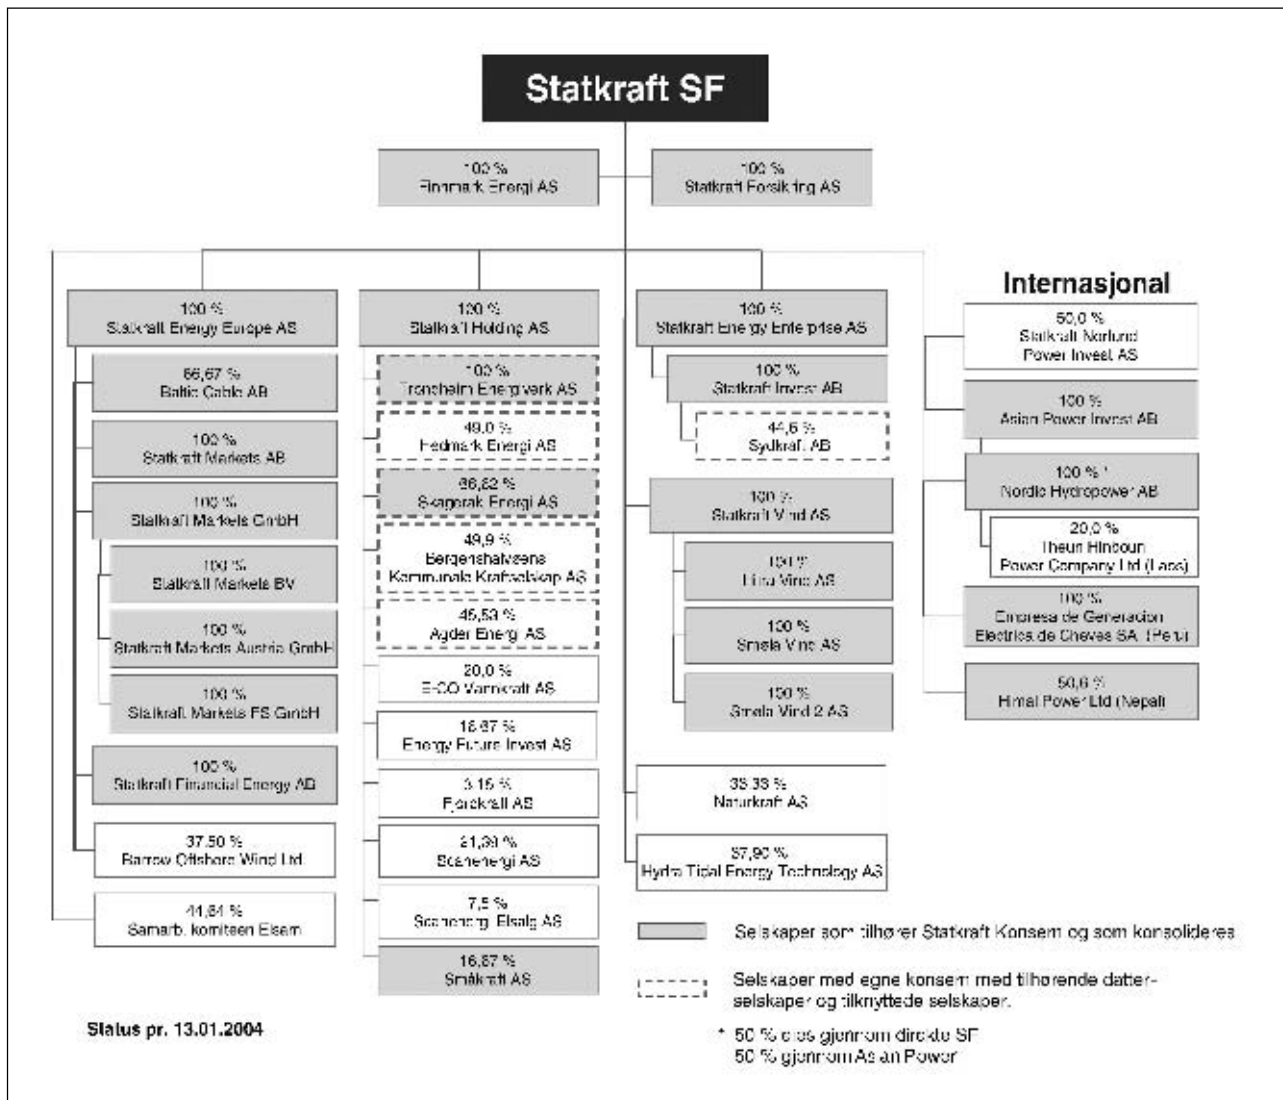 Statkraft SF
100 %
Finnmark Energi AS
100 %
Statkraft Forsikring AS
100 %
Statkraft Energy Europe AS
66,67 %
Baltic Cable AB
100 %
Statkraft Markets AB
100 %
Statkraft Markets GmbH
100 %
Statkraft Markets BV
100 %
Statkraft Markets Austria GmbH
100 %
Statkraft Markets FS GmbH
100 %
Statkraft Financial Energy AB
37,50 %
Barrow Offshore Wind Ltd.
44,64 %
Samarb. komiteen Elsam
100 %
Statkraft Holding AS
100 %
Trondheim Energiverk AS
49,0 %
Hedmark Energi AS
66,62 %
Skagerak Energi AS
49,9 %
Bergenshalvøens
Kommunale Kraftselskap AS
45,53 %
Agder Energi AS
20,0 %
E-CO Vannkraft AS
Energy Future Invest AS
3,15 %
Fjordkraft AS
21,39 %
Scanenergi AS
7,5 %
Scanenergi Elsalg AS
16,67 %
Småkraft AS
100 %
Statkraft Energy Enterprise AS
100 %
Statkraft Invest AB
44,6 %
Sydkraft AB
100 %
Statkraft Vind AS
100 %
Hitra Vind AS
100 %
Smøla Vind AS
100 %
Smøla Vind 2 AS
33,33 %
Naturkraft AS
Hydra Tidal Energy Technology AS
Internasjonal
50,0 %
Statkraft Norfund
Power Invest AS
100 %
Asian Power Invest AB
100 % *
Nordic Hydropower AB
20,0 %
Theun Hinboun
Power Company Ltd (Laos)
100 %
Empresa de Generacion
Electrica de Cheves SA (Peru)
50,6 %
Himal Power Ltd (Nepal)
Selskaper som tilhører Statkraft Konsern og som konsolideres
Selskaper med egne konsern med tilhørende datter-
selskaper og tilknyttede selskaper.
* 50 % eies gjennom direkte SF
50 % gjennom Asian Power
Status pr. 13.01.2004